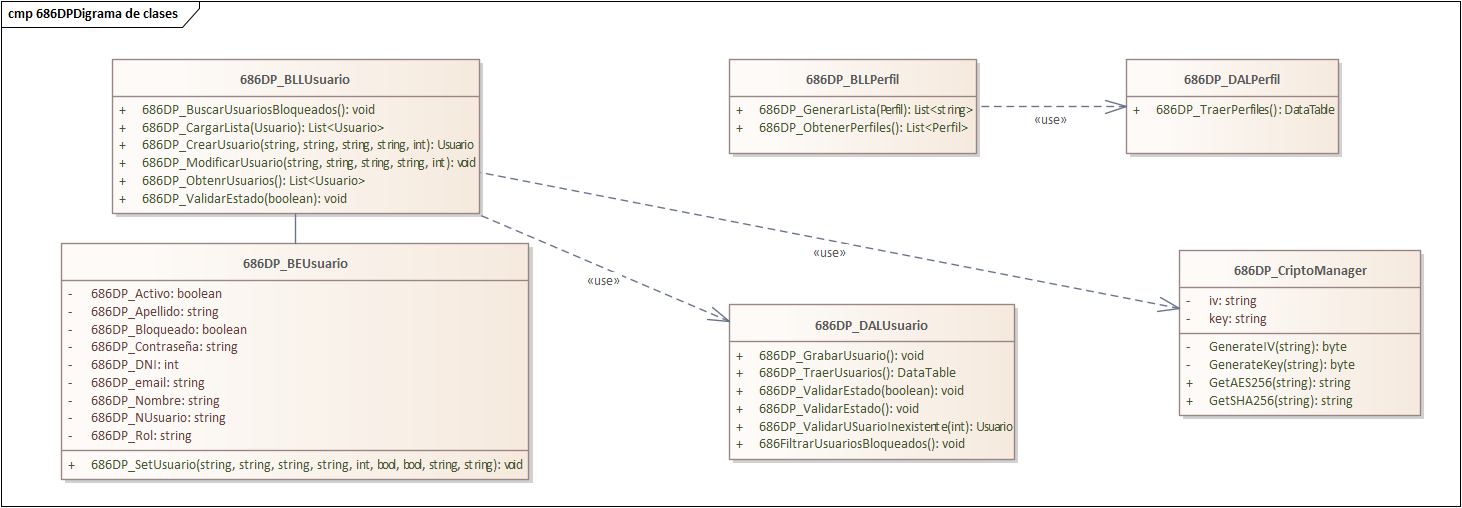 cmp 686DPDigrama de clases
686DP_BLLUsuario
+ 686DP_BuscarUsuariosBloqueados(): void
+ 686DP_CargarLista(Usuario): List<Usuario>
+ 686DP_CrearUsuario(string, string, string, string, int): Usuario
+ 686DP_ModificarUsuario(string, string, string, string, int): void
+ 686DP_ObtenrUsuarios(): List<Usuario>
+ 686DP_ValidarEstado(boolean): void
686DP_BLLPerfil
+ 686DP_GenerarLista(Perfil): List<string>
+ 686DP_ObtenerPerfiles(): List<Perfil>
«use»
686DP_DALPerfil
+ 686DP_TraerPerfiles(): DataTable
686DP_BEUsuario
- 686DP_Activo: boolean
- 686DP_Apellido: string
- 686DP_Bloqueado: boolean
- 686DP_Contraseña: string
- 686DP_DNI: int
- 686DP_email: string
- 686DP_Nombre: string
- 686DP_NUsuario: string
- 686DP_Rol: string
+ 686DP_SetUsuario(string, string, string, string, int, bool, bool, string, string): void
«use»
«use»
686DP_DALUsuario
+ 686DP_GrabarUsuario(): void
+ 686DP_TraerUsuarios(): DataTable
+ 686DP_ValidarEstado(boolean): void
+ 686DP_ValidarEstado(): void
+ 686DP_ValidarUSuarioInexistente(int): Usuario
+ 686FiltrarUsuariosBloqueados(): void
686DP_CriptoManager
- iv: string
- key: string
- GenerateIV(string): byte
- GenerateKey(string): byte
+ GetAES256(string): string
+ GetSHA256(string): string